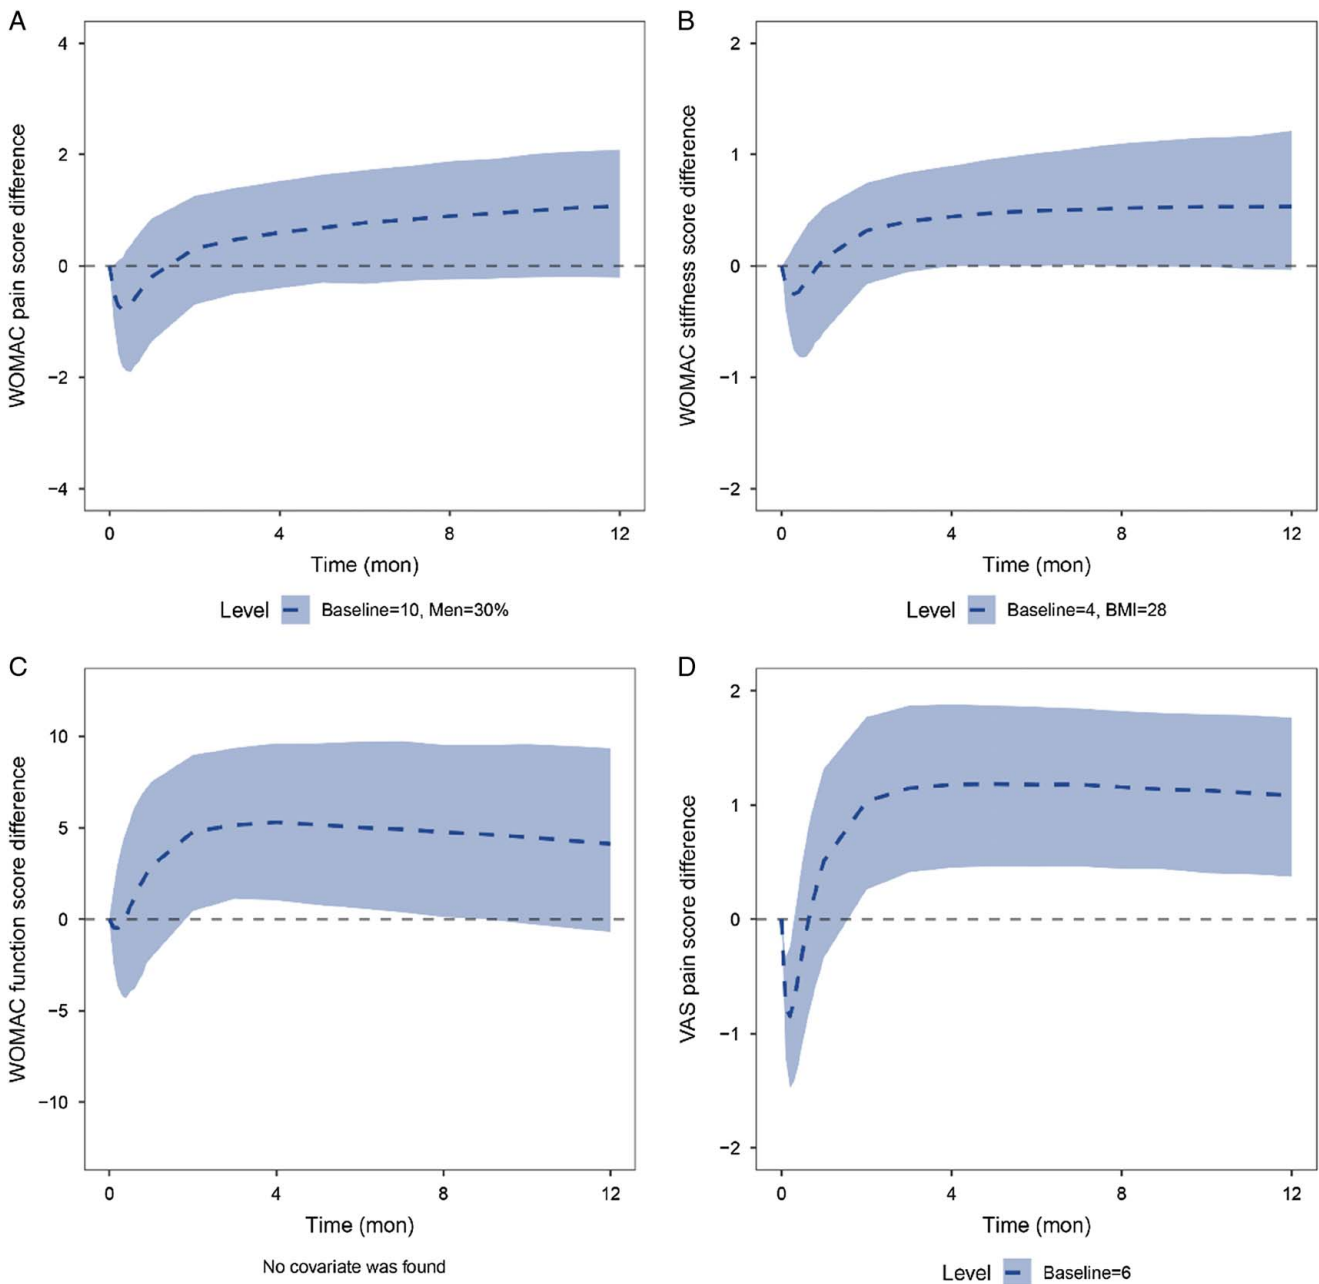 A
WOMAC pain score difference
4
2
0
−2
−4
0 4 8 12
Time (mon)
Level Baseline=10, Men=30%
B
WOMAC stiffness score difference
2
1
0
−1
−2
0 4 8 12
Time (mon)
Level Baseline=4, BMI=28
C
WOMAC function score difference
10
5
0
−5
−10
0 4 8 12
Time (mon)
No covariate was found
D
VAS pain score difference
2
1
0
−1
−2
0 4 8 12
Time (mon)
Level Baseline=6